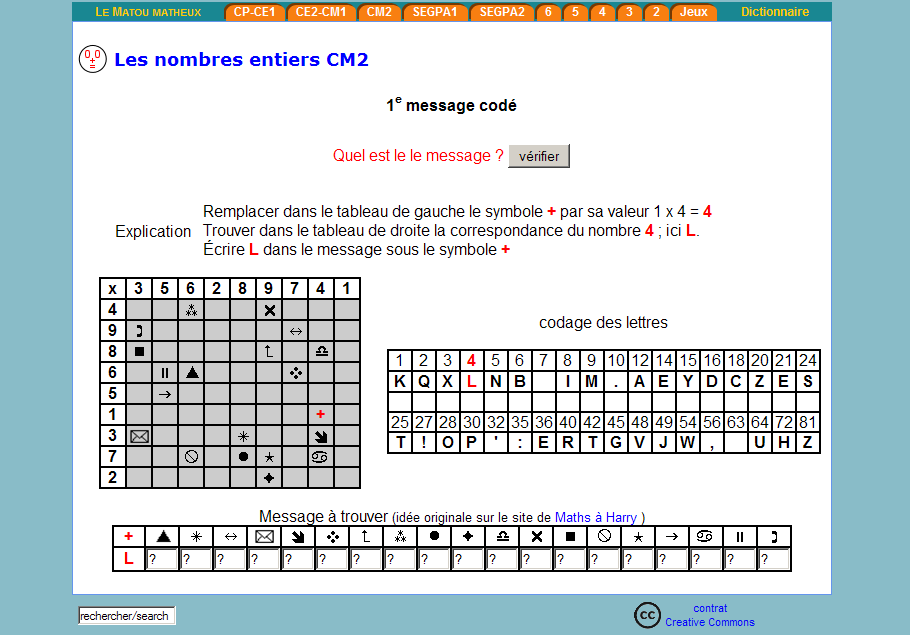 LE MATOU MATHEUX CP-CE1 CE2-CM1 CM2 SEGPA1 SEGPA2 6 5 4 3 2 Jeux Dictionnaire
Les nombres entiers CM2
1e message codé
Quel est le le message ? vérifier
Explication
Remplacer dans le tableau de gauche le symbole + par sa valeur 1 x 4 = 4
Trouver dans le tableau de droite la correspondance du nombre 4 ; ici L.
Écrire L dans le message sous le symbole +
x 3 5 6 2 8 9 7 4 1
4
9
8
6
5
1 +
3
7
2
codage des lettres
1 2 3 4 5 6 7 8 9 10 12 14 15 16 18 20 21 24
K Q X L N B I M . A E Y D C Z E S
25 27 28 30 32 35 36 40 42 45 48 49 54 56 63 64 72 81
T ! O P ' : E R T G V J W , U H Z
Message à trouver (idée originale sur le site de Maths à Harry )
+
L ? ? ? ? ? ? ? ? ? ? ? ? ? ? ? ? ? ? ?
rechercher/search
cc
contrat
Creative Commons